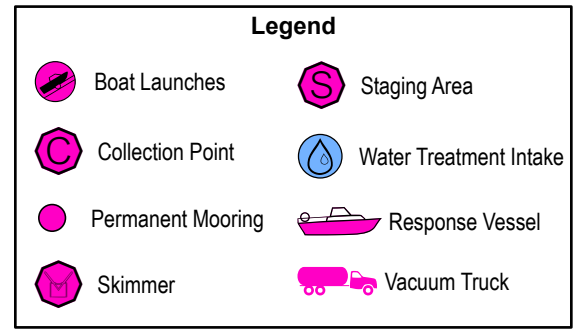 Legend
Boat Launches
S Staging Area
C Collection Point
Water Treatment Intake
Permanent Mooring
Response Vessel
Skimmer
Vacuum Truck